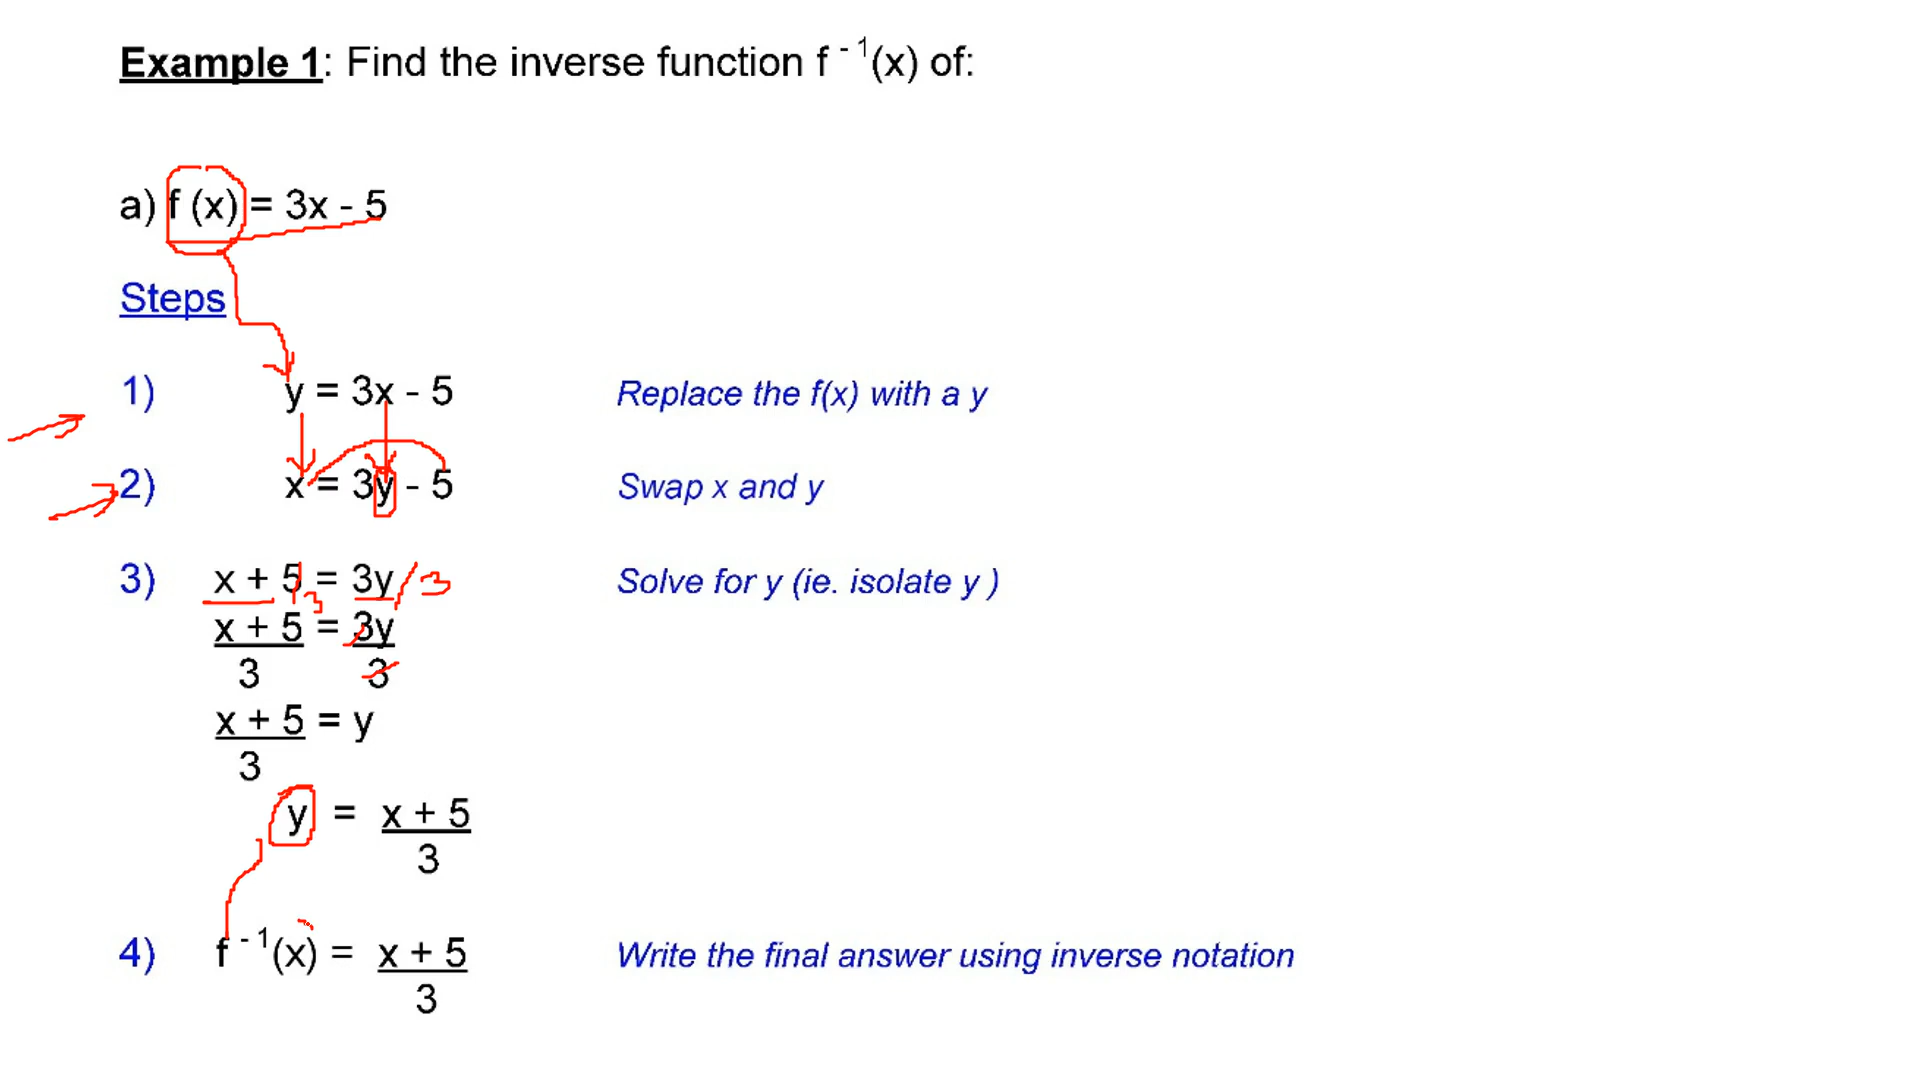 Example 1: Find the inverse function f ⁻¹(x) of:
a) f (x) = 3x - 5
Steps
1) y = 3x - 5 Replace the f(x) with a y
2) x = 3y - 5 Swap x and y
3) x + 5 = 3y Solve for y (ie. isolate y )
/3 /3
x + 5 = 3y
3 3
x + 5 = y
3
y = x + 5
3
4) f ⁻¹(x) = x + 5 Write the final answer using inverse notation
3